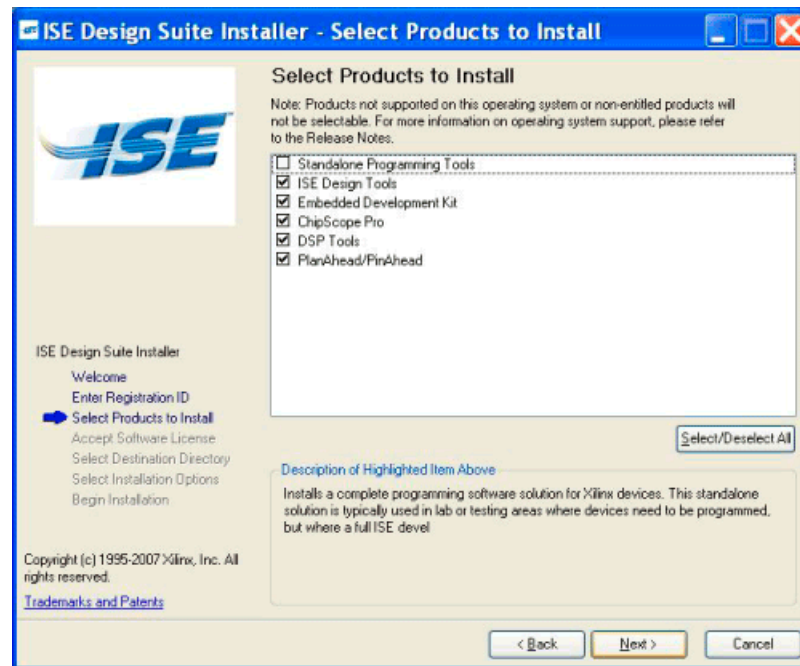 ISE Design Suite Installer - Select Products to Install
ISE
Select Products to Install
Note: Products not supported on this operating system or non-entitled products will
not be selectable. For more information on operating system support, please refer
to the Release Notes.
Standalone Programming Tools
ISE Design Tools
Embedded Development Kit
ChipScope Pro
DSP Tools
PlanAhead/PinAhead
ISE Design Suite Installer
Welcome
Enter Registration ID
Select Products to Install
Accept Software License
Select Destination Directory
Select Installation Options
Begin Installation
Select/Deselect All
Description of Highlighted Item Above
Installs a complete programming software solution for Xilinx devices. This standalone
solution is typically used in lab or testing areas where devices need to be programmed,
but where a full ISE devel
Copyright (c) 1995-2007 Xilinx, Inc. All
rights reserved.
Trademarks and Patents
< Back
Next >
Cancel